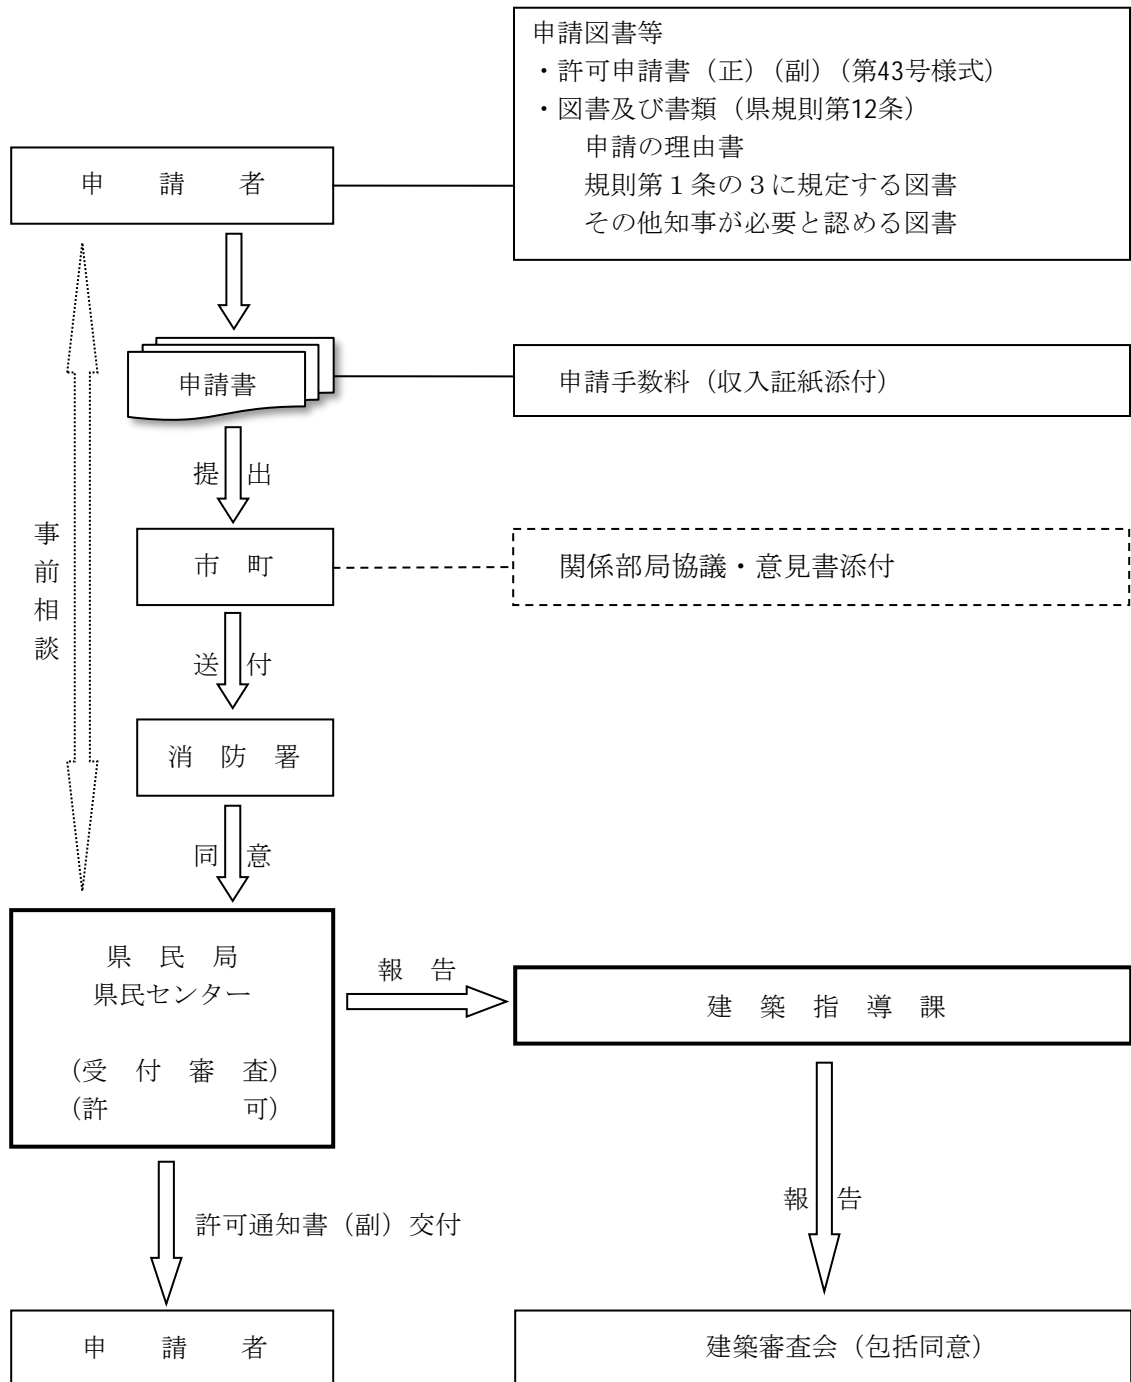 申請図書等
・許可申請書（正）（副）（第43号様式）
・図書及び書類（県規則第12条）
申請の理由書
規則第１条の３に規定する図書
その他知事が必要と認める図書
申　請　者
申請書
申請手数料（収入証紙添付）
提出
市　町
関係部局協議・意見書添付
事前相談
送付
消　防　署
同意
県　民　局
県民センター
（受　付　審　査）
（許　　　　　可）
報　告
建　築　指　導　課
許可通知書（副）交付
報告
申　請　者
建築審査会（包括同意）